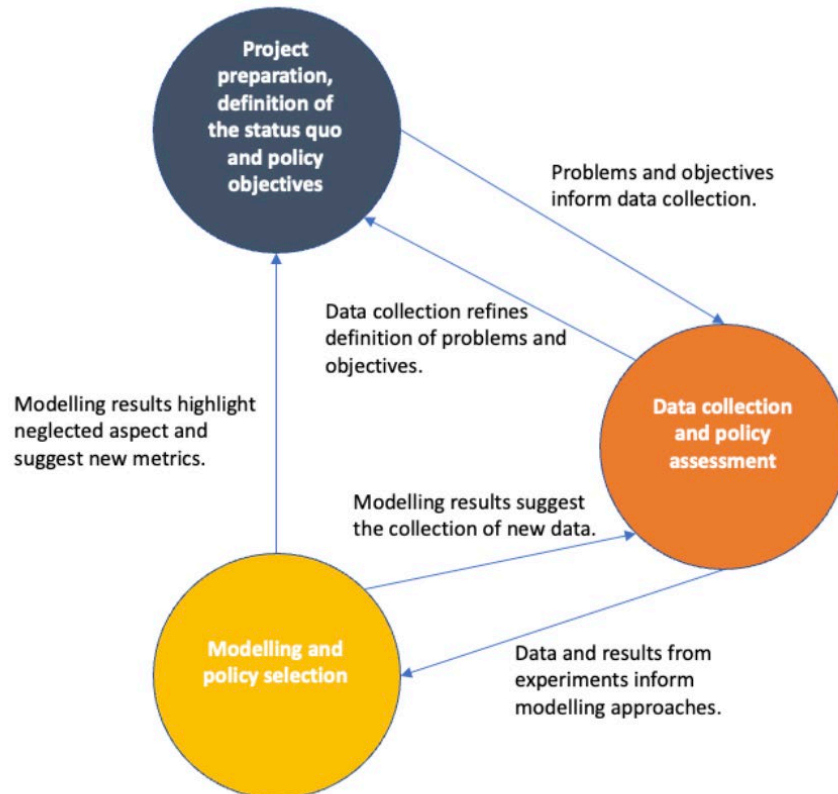 Project
preparation,
definition of
the status quo
and policy
objectives
Problems and objectives
inform data collection.
Data collection refines
definition of problems and
objectives.
Modelling results highlight
neglected aspect and
suggest new metrics.
Data collection
and policy
assessment
Modelling results suggest
the collection of new data.
Modelling and
policy selection
Data and results from
experiments inform
modelling approaches.